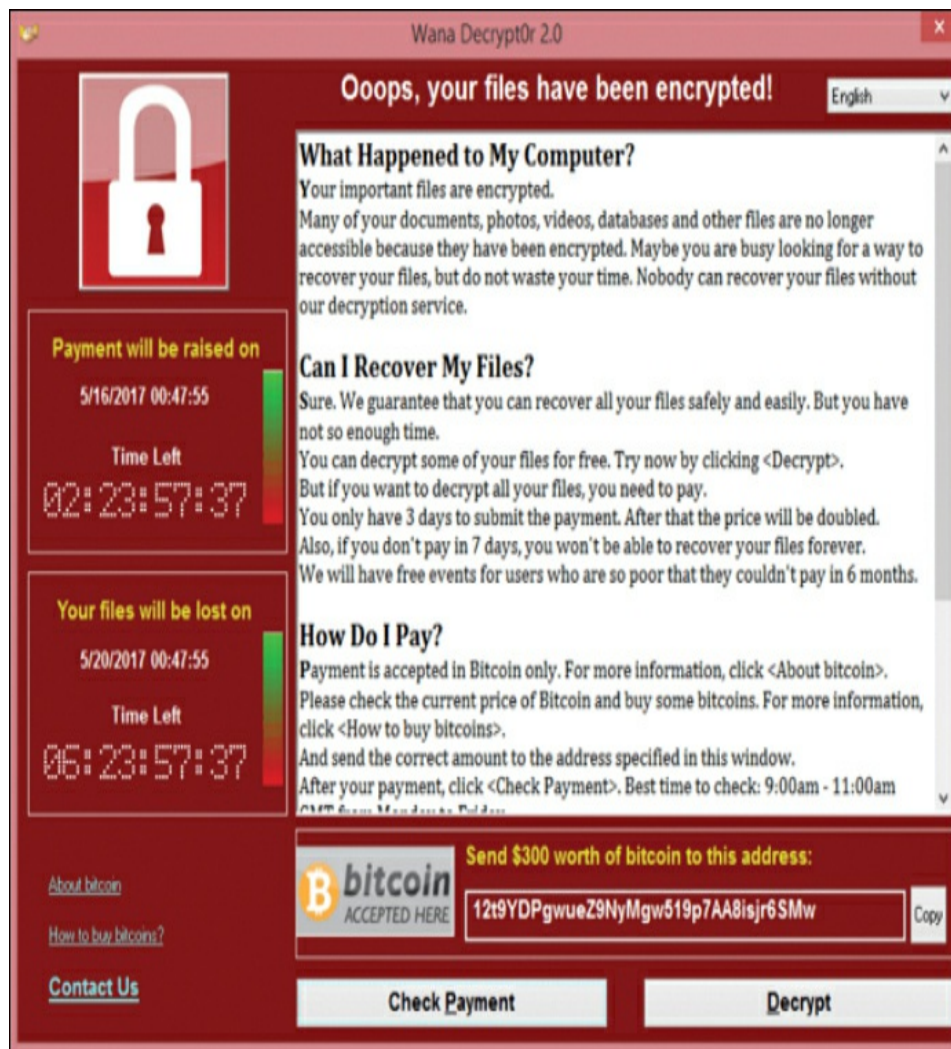 Wana Decrypt0r 2.0
Ooops, your files have been encrypted!
English
What Happened to My Computer?
Your important files are encrypted.
Many of your documents, photos, videos, databases and other files are no longer
accessible because they have been encrypted. Maybe you are busy looking for a way to
recover your files, but do not waste your time. Nobody can recover your files without
our decryption service.
Can I Recover My Files?
Sure. We guarantee that you can recover all your files safely and easily. But you have
not so enough time.
You can decrypt some of your files for free. Try now by clicking <Decrypt>.
But if you want to decrypt all your files, you need to pay.
You only have 3 days to submit the payment. After that the price will be doubled.
Also, if you don't pay in 7 days, you won't be able to recover your files forever.
We will have free events for users who are so poor that they couldn't pay in 6 months.
How Do I Pay?
Payment is accepted in Bitcoin only. For more information, click <About bitcoin>.
Please check the current price of Bitcoin and buy some bitcoins. For more information,
click <How to buy bitcoins>.
And send the correct amount to the address specified in this window.
After your payment, click <Check Payment>. Best time to check: 9:00am - 11:00am
GMT from Monday to Friday
Payment will be raised on
5/16/2017 00:47:55
Time Left
02:23:57:37
Your files will be lost on
5/20/2017 00:47:55
Time Left
06:23:57:37
About bitcoin
How to buy bitcoins?
Contact Us
bitcoin
ACCEPTED HERE
Send $300 worth of bitcoin to this address:
12t9YDPgwueZ9NyMgw519p7AA8isjr6SMw
Copy
Check Payment
Decrypt